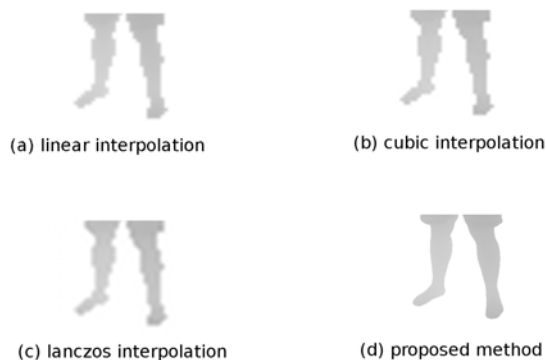 (a) linear interpolation
(b) cubic interpolation
(c) lanczos interpolation
(d) proposed method